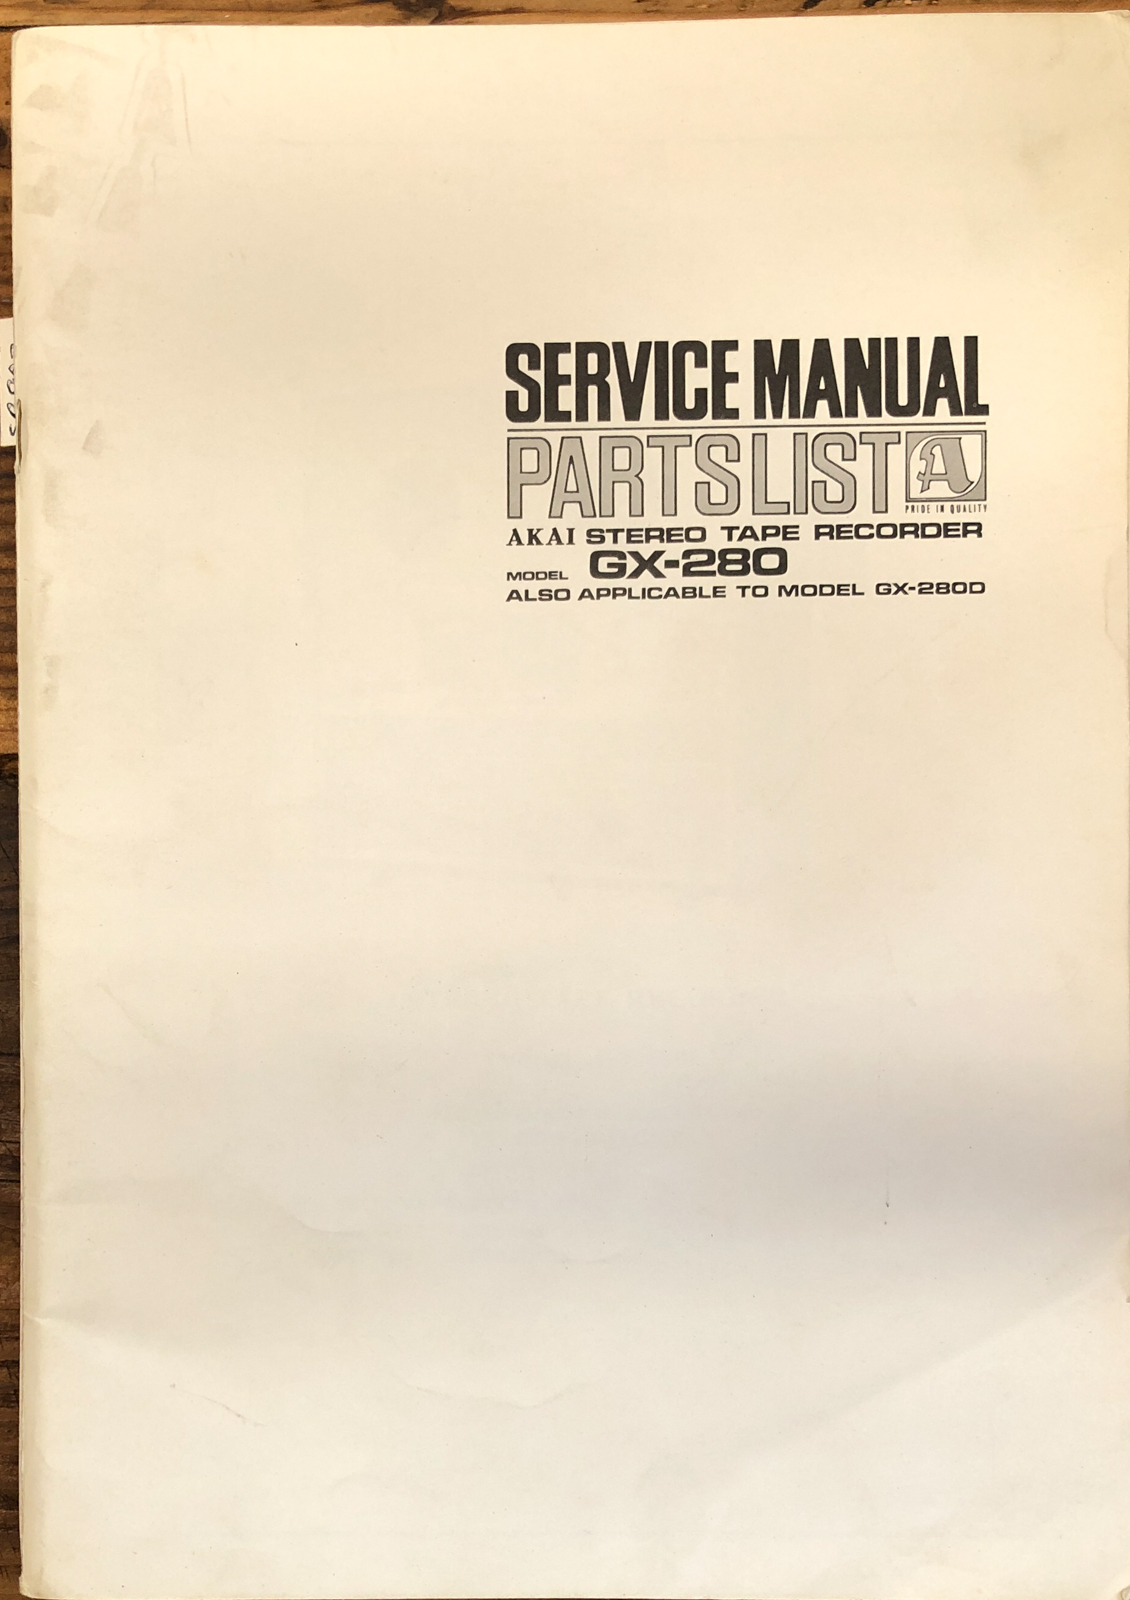 SERVICE MANUAL
PARTS LIST A
PRIDE IN QUALITY
AKAI STEREO TAPE RECORDER
MODEL GX-280
ALSO APPLICABLE TO MODEL GX-280D